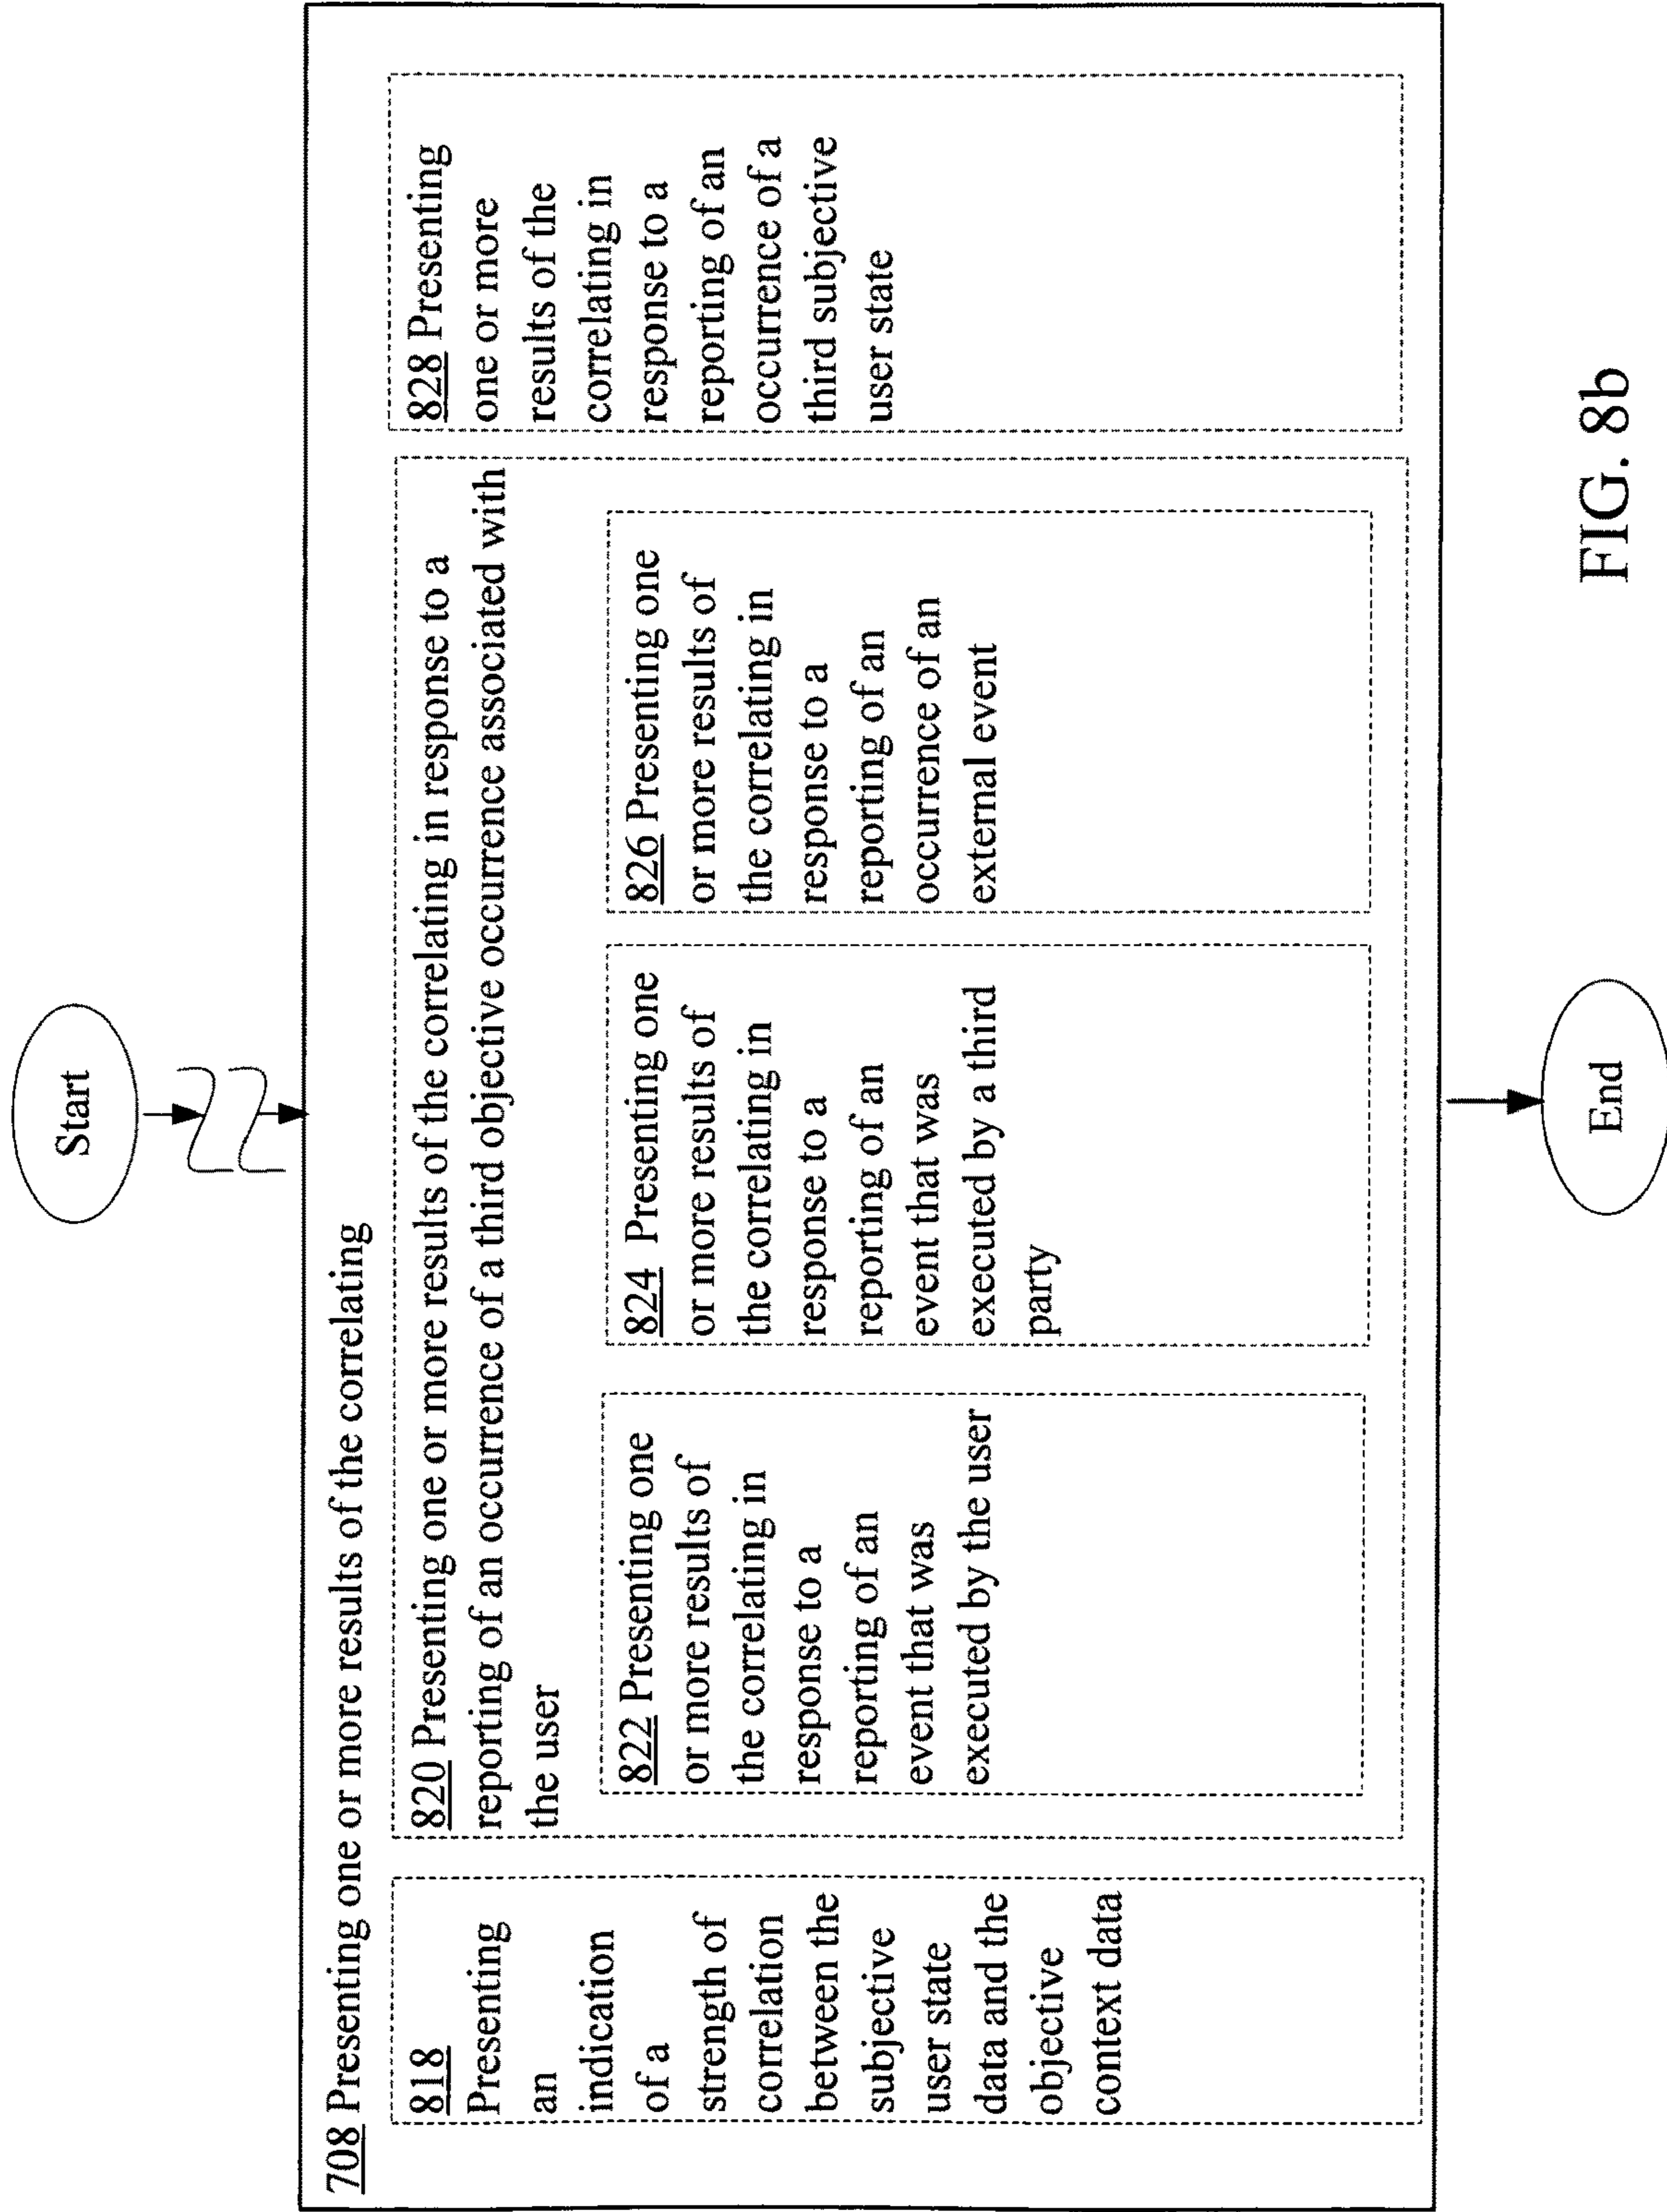 Start
708 Presenting one or more results of the correlating
818
Presenting
an
indication
of a
strength of
correlation
between the
subjective
user state
data and the
objective
context data
820 Presenting one or more results of the correlating in response to a
reporting of an occurrence of a third objective occurrence associated with
the user
822 Presenting one
or more results of
the correlating in
response to a
reporting of an
event that was
executed by the user
824 Presenting one
or more results of
the correlating in
response to a
reporting of an
event that was
executed by a third
party
826 Presenting one
or more results of
the correlating in
response to a
reporting of an
occurrence of an
external event
828 Presenting
one or more
results of the
correlating in
response to a
reporting of an
occurrence of a
third subjective
user state
End
FIG. 8b